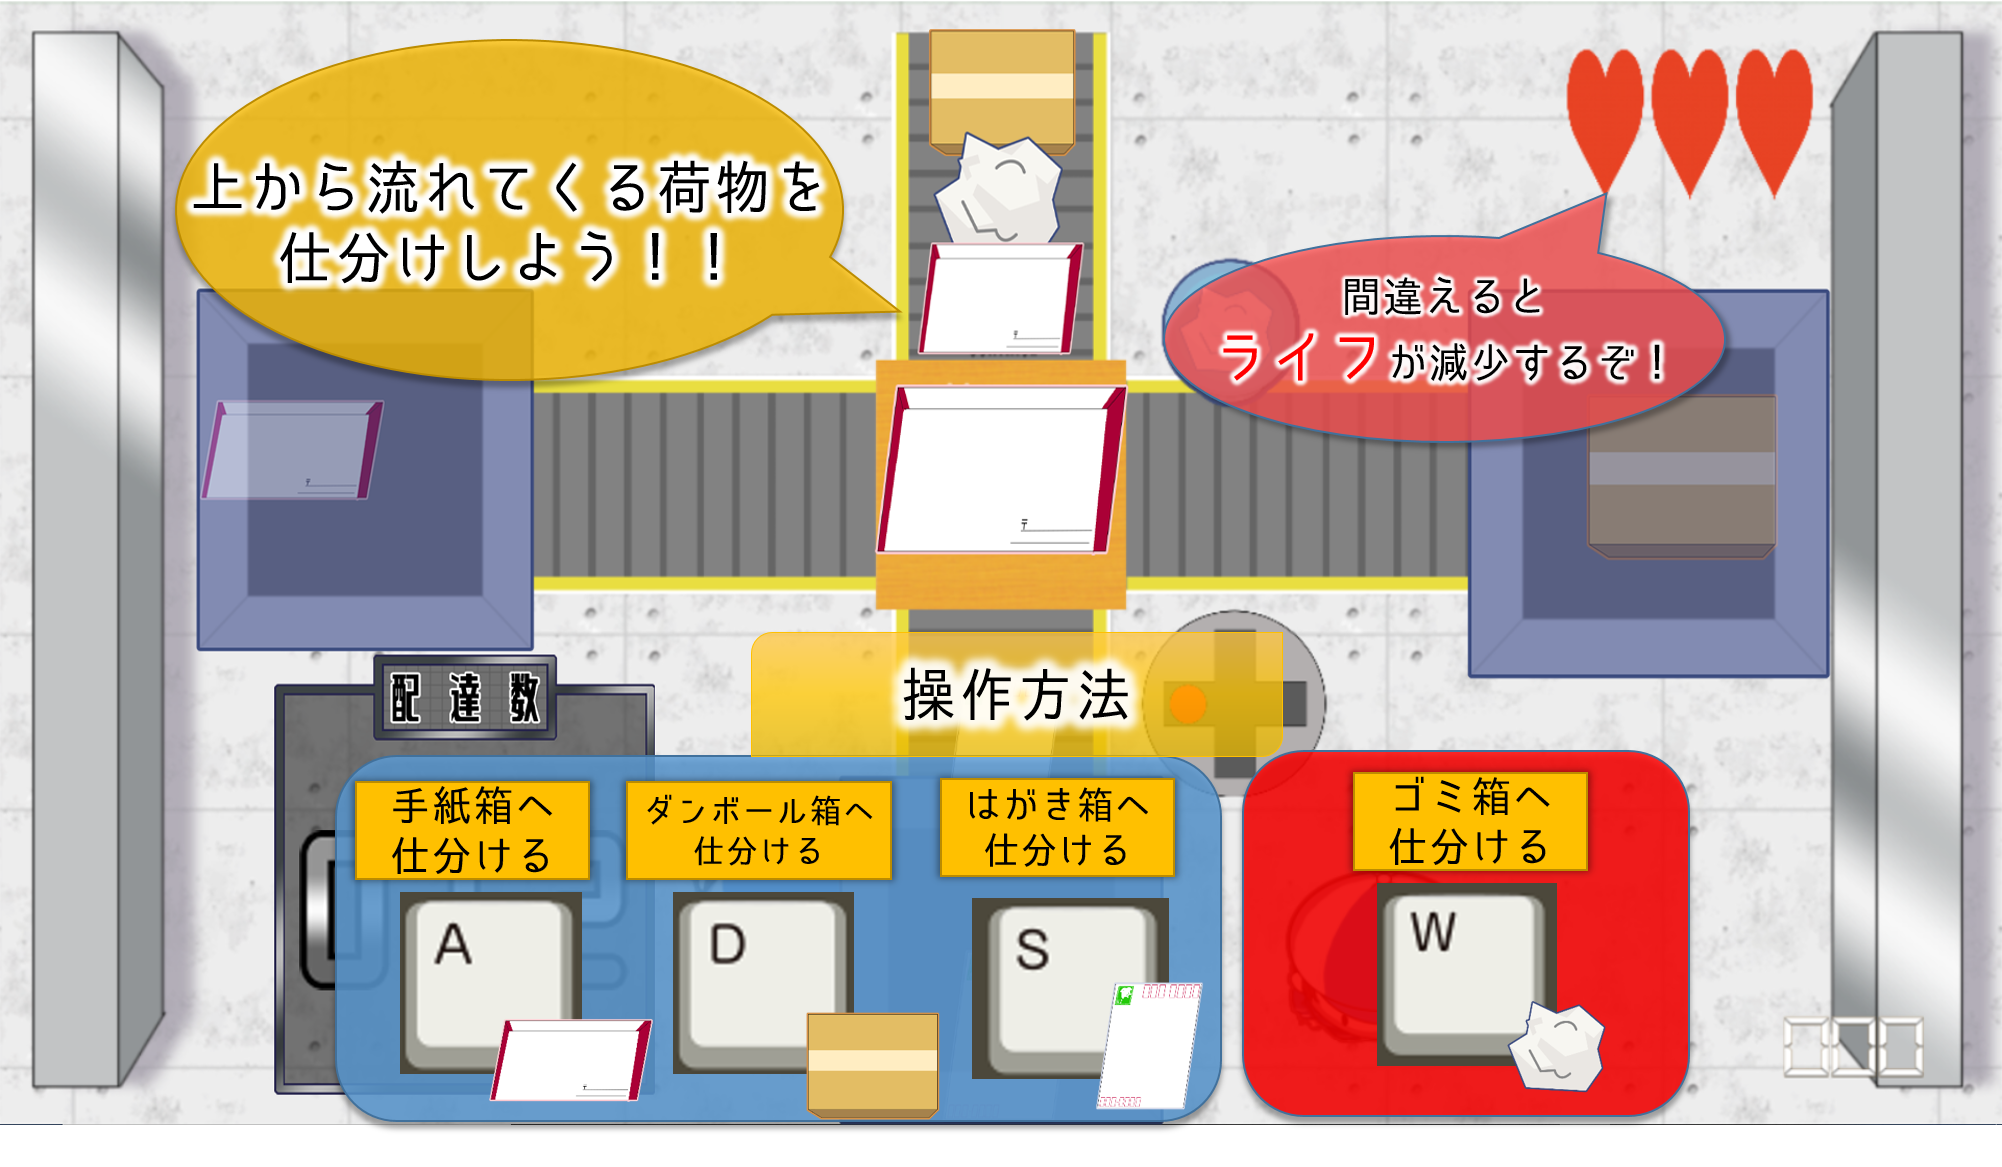 上から流れてくる荷物を
仕分けしよう！！
間違えると
ライフが減少するぞ！
〒
〒
操作方法
配達数
手紙箱へ
仕分ける
ダンボール箱へ
仕分ける
はがき箱へ
仕分ける
ゴミ箱へ
仕分ける
A
D
S
W